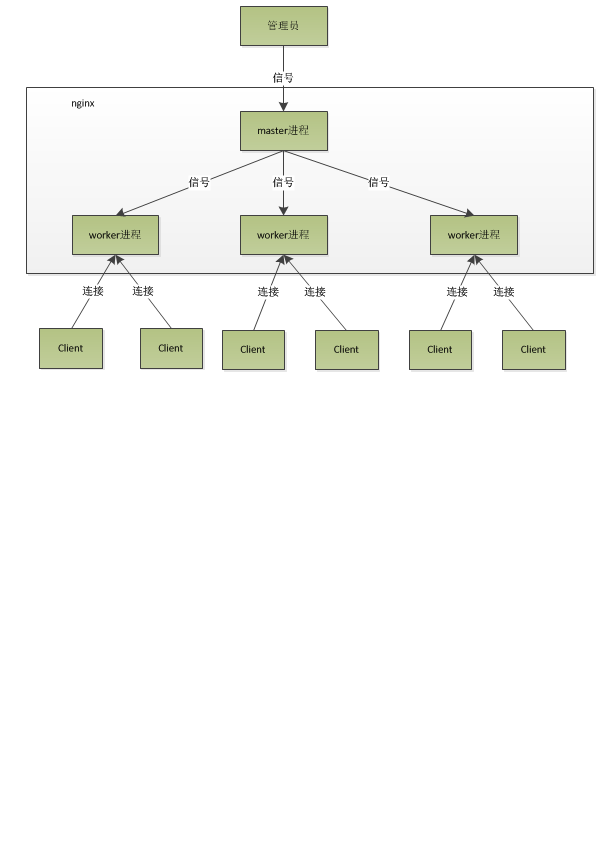 管理员
信号
nginx
master进程
信号 信号 信号
worker进程 worker进程 worker进程
连接 连接 连接 连接 连接 连接
Client Client Client Client Client Client